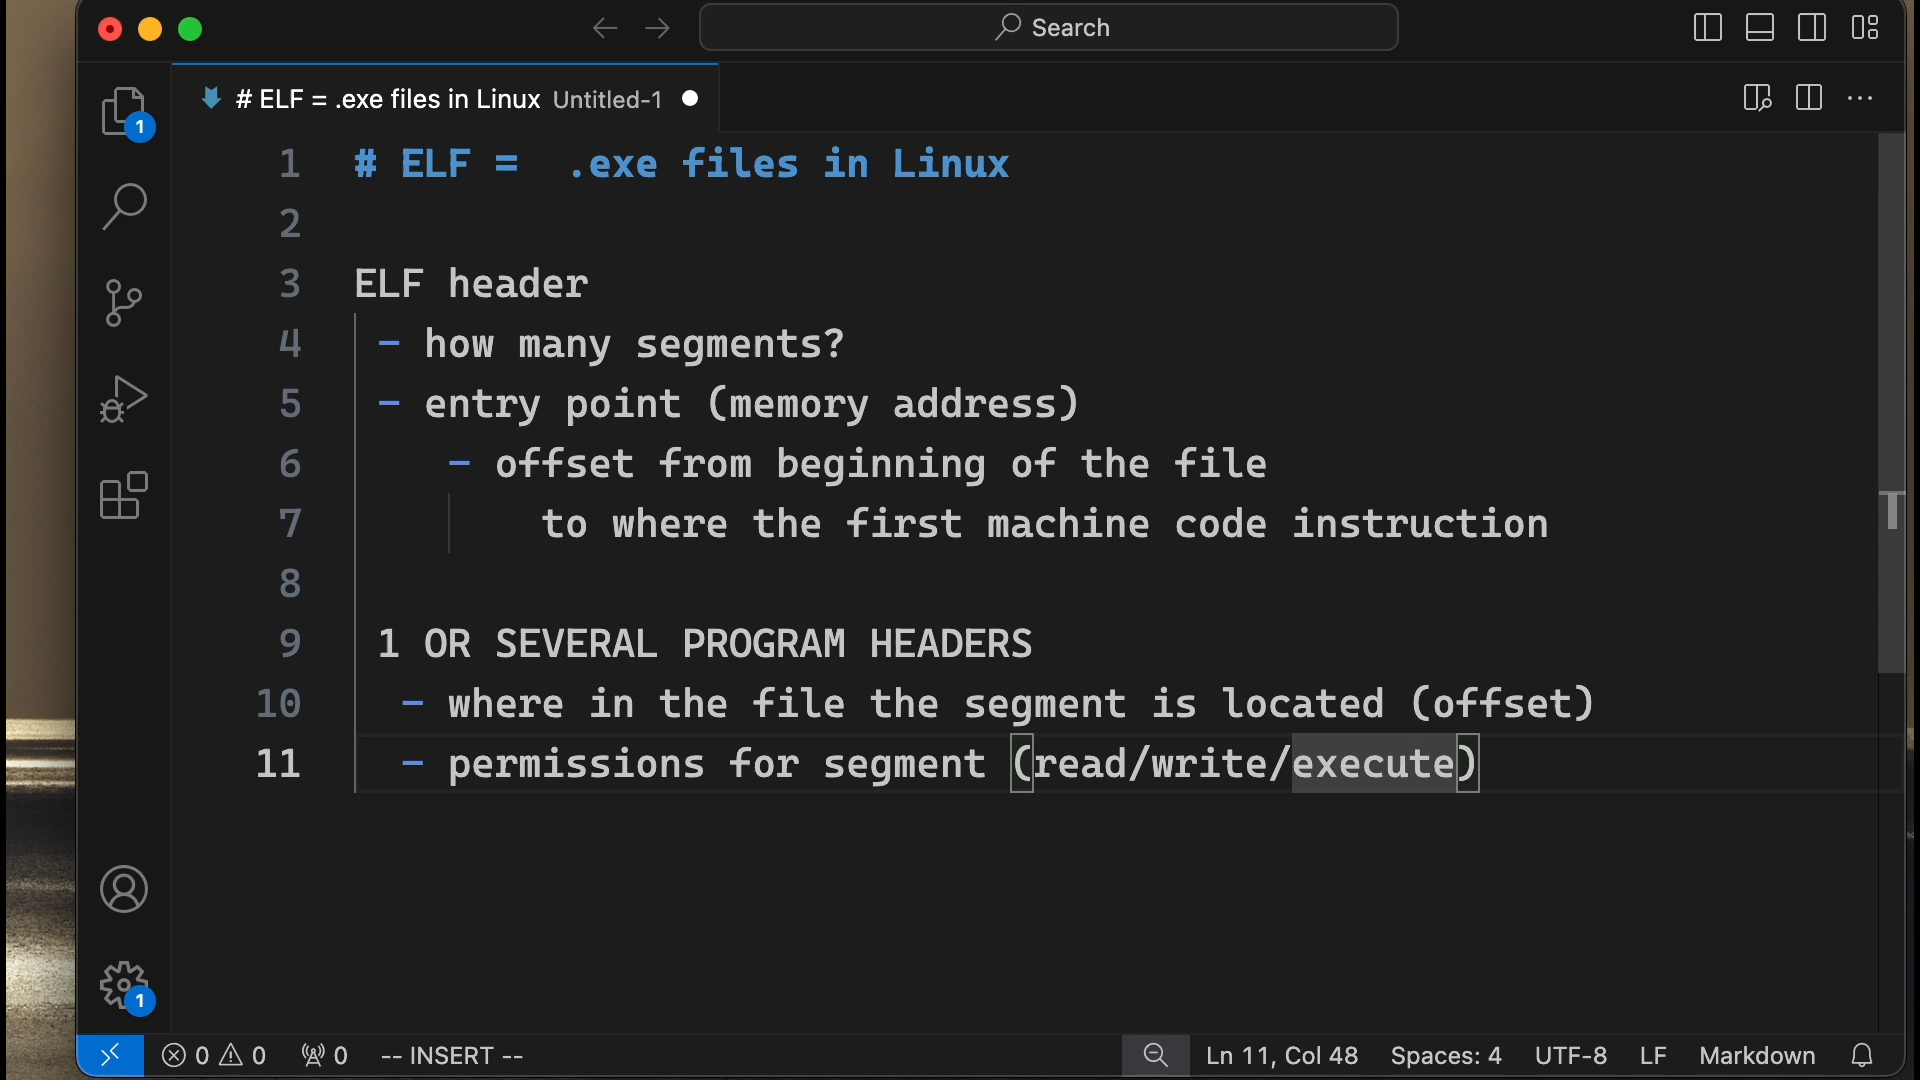 Search
# ELF = .exe files in Linux Untitled-1
1 # ELF =  .exe files in Linux
2
3 ELF header
4 - how many segments?
5 - entry point (memory address)
6 - offset from beginning of the file
7 to where the first machine code instruction
8
9 1 OR SEVERAL PROGRAM HEADERS
10 - where in the file the segment is located (offset)
11 - permissions for segment (read/write/execute)
1
1
0 0 0 -- INSERT -- Ln 11, Col 48 Spaces: 4 UTF-8 LF Markdown